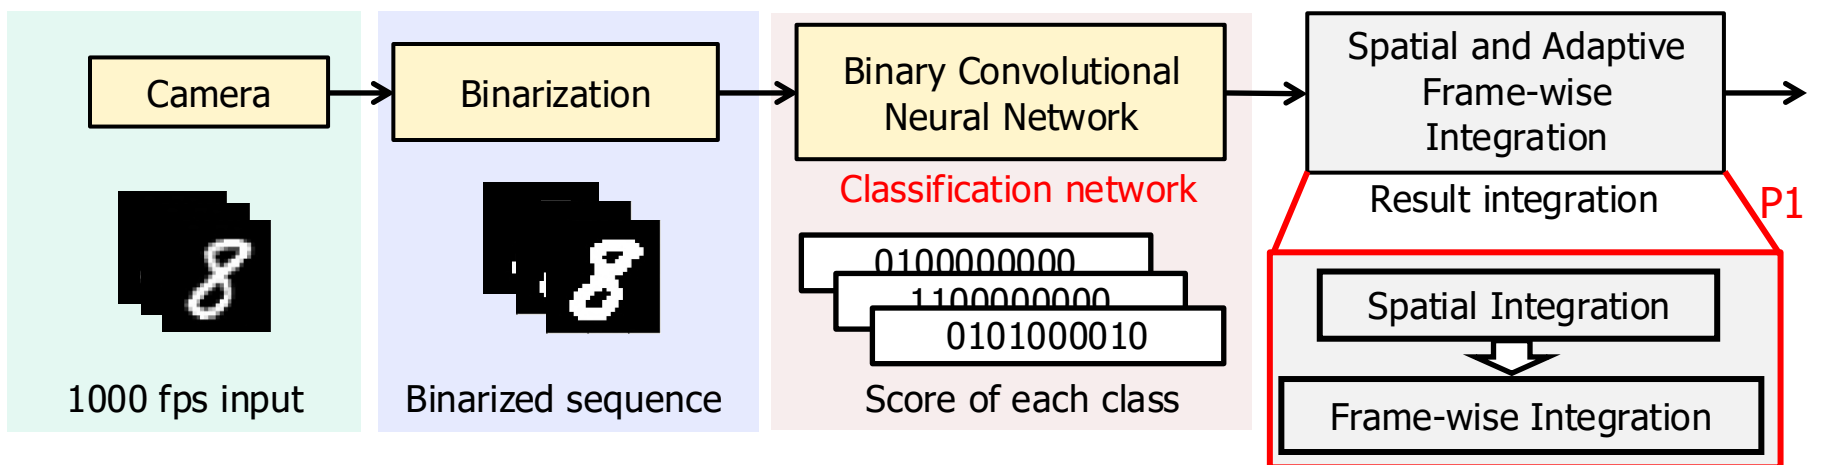 Camera
Binarization
Binary Convolutional
Neural Network
Spatial and Adaptive
Frame-wise
Integration
Classification network
Result integration
P1
0100000000
1100000000
0101000010
Spatial Integration
Frame-wise Integration
1000 fps input
Binarized sequence
Score of each class